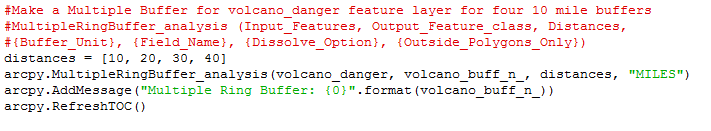 #Make a Multiple Buffer for volcano_danger feature layer for four 10 mile buffers
#MultipleRingBuffer_analysis (Input_Features, Output_Feature_class, Distances,
#{Buffer_Unit}, {Field_Name}, {Dissolve_Option}, {Outside_Polygons_Only})
distances = [10, 20, 30, 40]
arcpy.MultipleRingBuffer_analysis(volcano_danger, volcano_buff_n_, distances, "MILES")
arcpy.AddMessage("Multiple Ring Buffer: {0}".format(volcano_buff_n_))
arcpy.RefreshTOC()